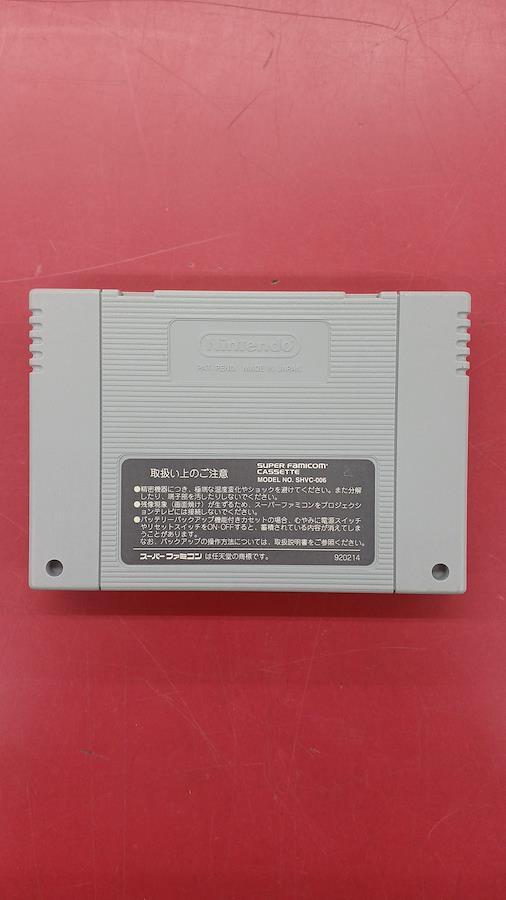 Nintendo
PAT. PEND. MADE IN JAPAN
取扱い上のご注意
SUPER FAMICOM
CASSETTE
MODEL NO. SHVC-006
●精密機器につき、極端な温度変化やショックを避けてください。また分解
したり、端子部を汚したりしないでください。
●残像現象（画面焼け）が生ずるため、スーパーファミコンをプロジェクシ
ョンテレビには接続しないでください。
●バッテリーバックアップ機能付きカセットの場合、むやみに電源スイッチ
やリセットスイッチをON-OFFすると、蓄積されている内容が消えてしま
うことがあります。
なお、バックアップの操作方法については、取扱説明書をご参照ください。
スーパーファミコン は任天堂の商標です。
920214